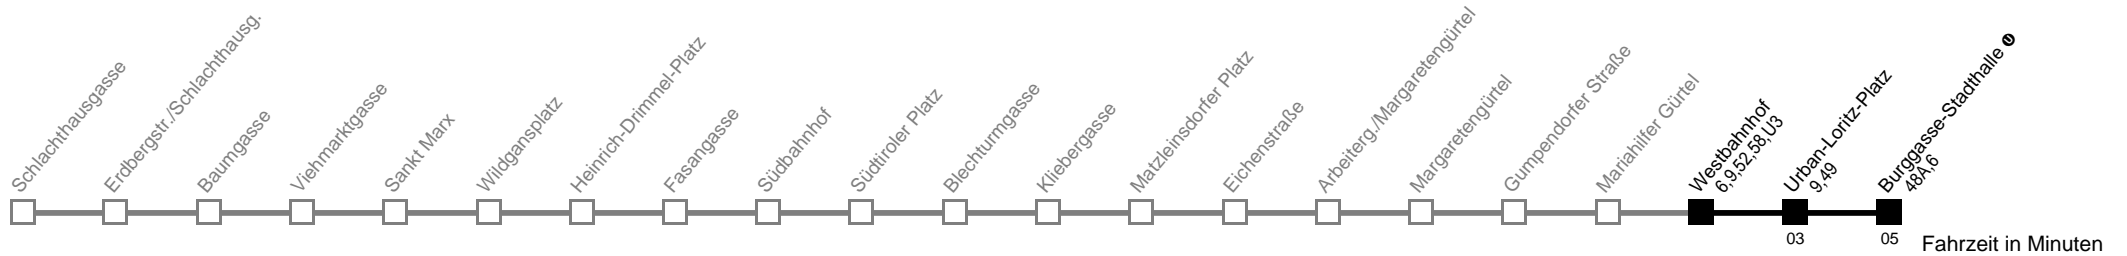 Schlachthausgasse
Erdbergstr./Schlachthausg.
Baumgasse
Viehmarktgasse
Sankt Marx
Wildgansplatz
Heinrich-Drimmel-Platz
Fasangasse
Südbahnhof
Südtiroler Platz
Blechturmgasse
Kliebergasse
Matzleinsdorfer Platz
Eichenstraße
Arbeiterg./Margaretengürtel
Margaretengürtel
Gumpendorfer Straße
Mariahilfer Gürtel
Westbahnhof
6,9,52,58,U3
Urban-Loritz-Platz
9,49
Burggasse-Stadthalle U
48A,6
03
05
Fahrzeit in Minuten